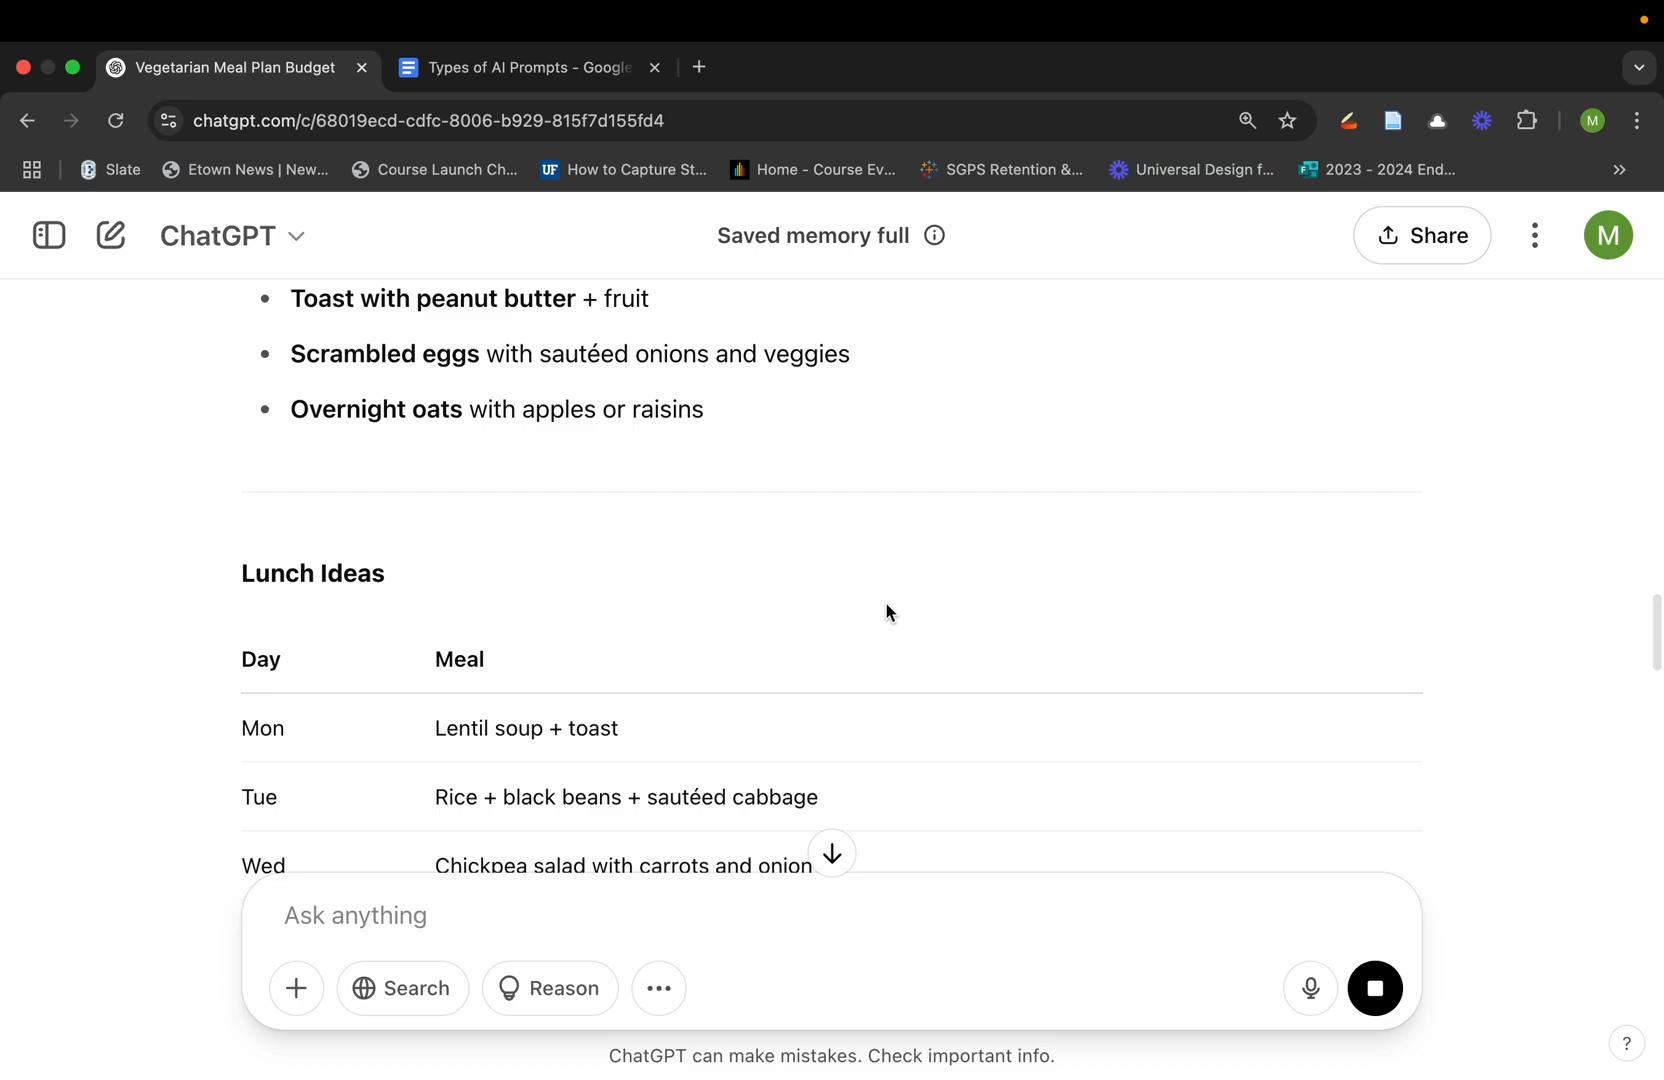 Vegetarian Meal Plan Budget
Types of AI Prompts - Google
chatgpt.com/c/68019ecd-cdfc-8006-b929-815f7d155fd4
M
Slate
Etown News | New...
Course Launch Ch...
UF How to Capture St...
Home - Course Ev...
SGPS Retention &...
Universal Design f...
2023 - 2024 End...
ChatGPT
Saved memory full
Share
M
• Toast with peanut butter + fruit
• Scrambled eggs with sautéed onions and veggies
• Overnight oats with apples or raisins
Lunch Ideas
Day Meal
Mon Lentil soup + toast
Tue Rice + black beans + sautéed cabbage
Wed Chickpea salad with carrots and onion
Ask anything
Search
Reason
ChatGPT can make mistakes. Check important info.
?